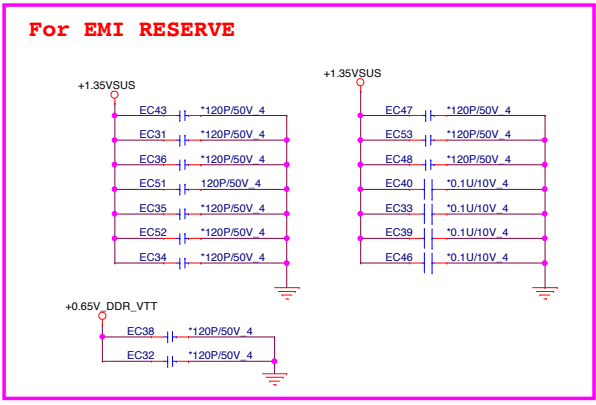 For EMI RESERVE
+1.35VSUS
EC43 *120P/50V_4
EC31 *120P/50V_4
EC36 *120P/50V_4
EC51 120P/50V_4
EC35 *120P/50V_4
EC52 *120P/50V_4
EC34 *120P/50V_4
+1.35VSUS
EC47 *120P/50V_4
EC53 *120P/50V_4
EC48 *120P/50V_4
EC40 *0.1U/10V_4
EC33 *0.1U/10V_4
EC39 *0.1U/10V_4
EC46 *0.1U/10V_4
+0.65V_DDR_VTT
EC38 *120P/50V_4
EC32 *120P/50V_4